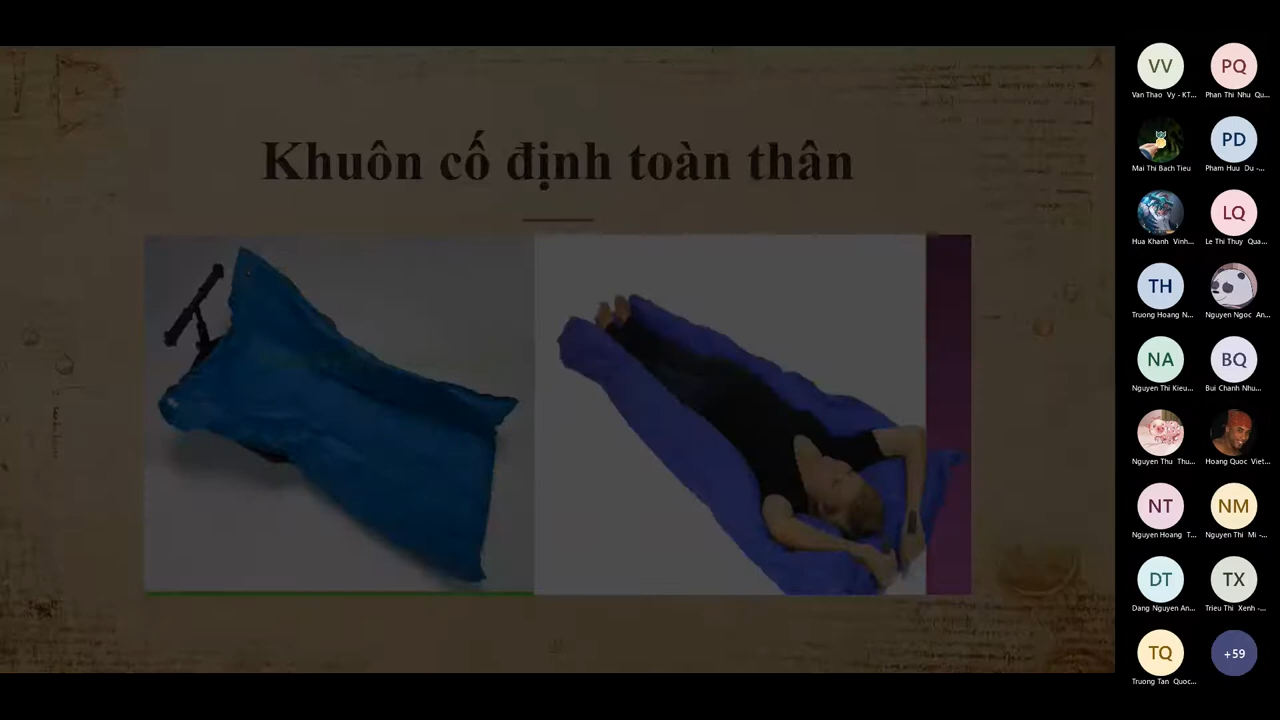 Khuôn cố định toàn thân
VV
PQ
Van Thao Vy - KT...
Phan Thi Nhu Qu...
PD
Mai Thi Bach Tieu
Pham Huu Du -...
LQ
Hua Khanh Vinh...
Le Thi Thuy Qua...
TH
Truong Hoang N...
Nguyen Ngoc An...
NA
BQ
Nguyen Thi Kieu...
Bui Chanh Nhu...
Nguyen Thu Thu...
Hoang Quoc Viet...
NT
NM
Nguyen Hoang T...
Nguyen Thi Mi -...
DT
TX
Dang Nguyen An...
Trieu Thi Xenh -...
TQ
+59
Truong Tan Quoc...